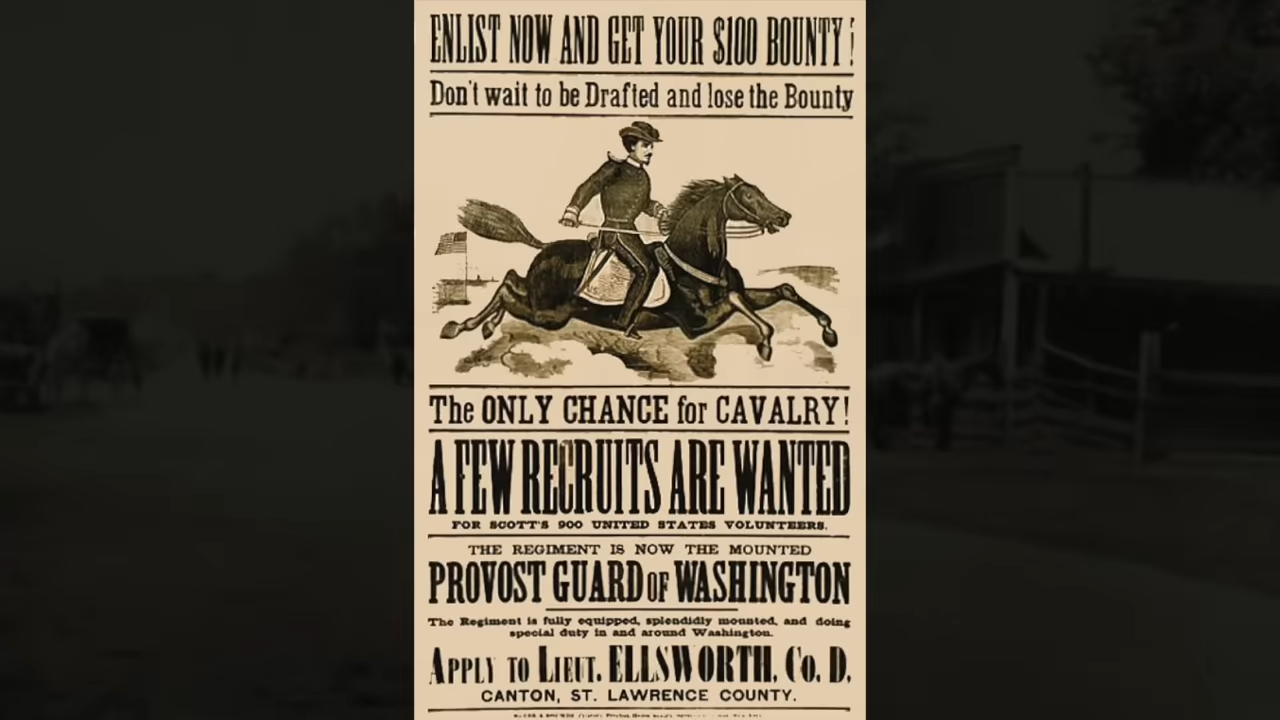 ENLIST NOW AND GET YOUR $100 BOUNTY!
Don't wait to be Drafted and lose the Bounty
The ONLY CHANCE for CAVALRY!
A FEW RECRUITS ARE WANTED
FOR SCOTT'S 900 UNITED STATES VOLUNTEERS.
THE REGIMENT IS NOW THE MOUNTED
PROVOST GUARD OF WASHINGTON
The Regiment is fully equipped, splendidly mounted, and doing
special duty in and around Washington.
APPLY TO LIEUT. ELLSWORTH, Co. D,
CANTON, ST. LAWRENCE COUNTY.